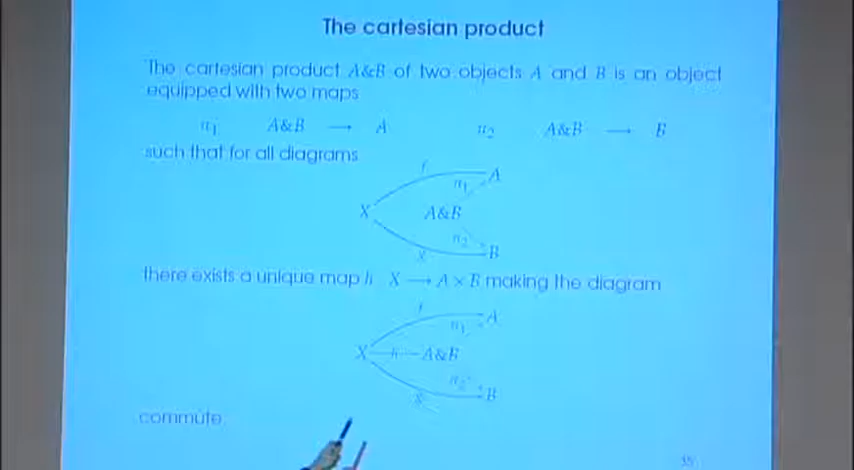 The cartesian product
The cartesian product A&B of two objects A and B is an object
equipped with two maps
π1 A&B → A π2 A&B → B
such that for all diagrams
f
π1 A
X A&B
π2
g B
there exists a unique map h X → A × B making the diagram
f
π1 A
X h A&B
π2
g B
commute